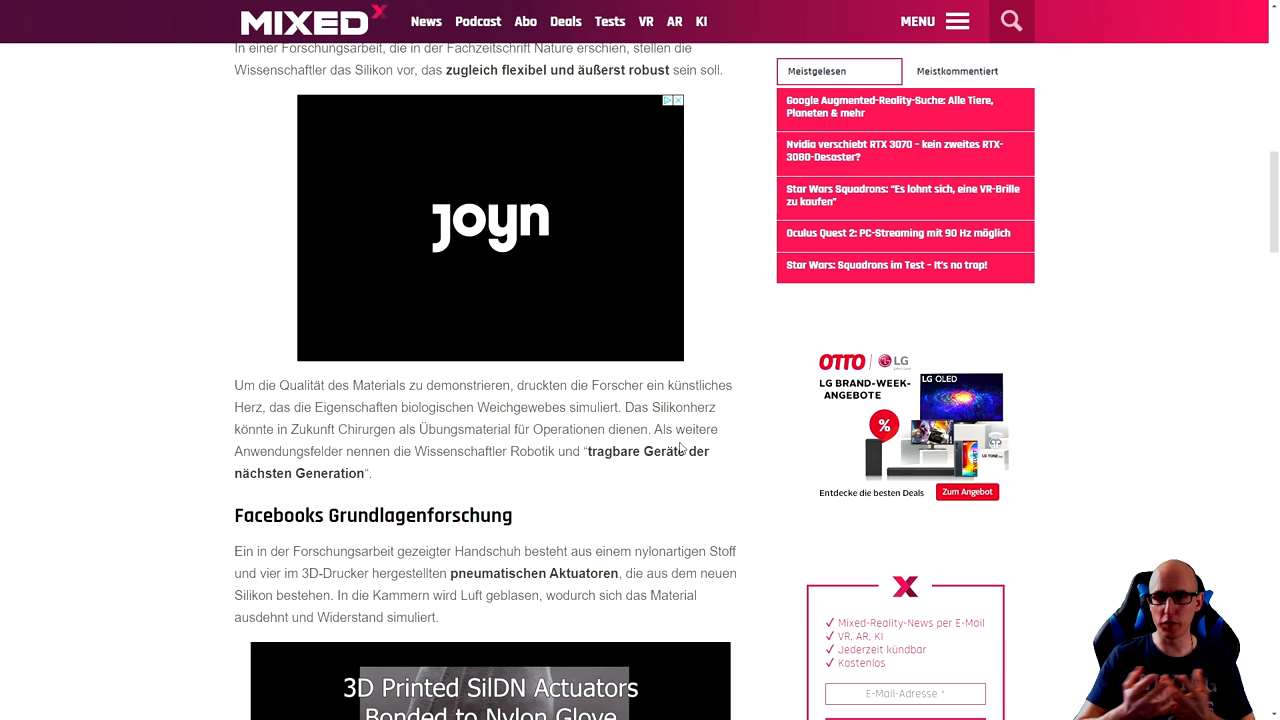 MIXED X
News Podcast Abo Deals Tests VR AR KI
MENU
In einer Forschungsarbeit, die in der Fachzeitschrift Nature erschien, stellen die
Wissenschaftler das Silikon vor, das zugleich flexibel und äußerst robust sein soll.
joyn
Um die Qualität des Materials zu demonstrieren, druckten die Forscher ein künstliches
Herz, das die Eigenschaften biologischen Weichgewebes simuliert. Das Silikonherz
könnte in Zukunft Chirurgen als Übungsmaterial für Operationen dienen. Als weitere
Anwendungsfelder nennen die Wissenschaftler Robotik und “tragbare Geräte der
nächsten Generation“.
Facebooks Grundlagenforschung
Ein in der Forschungsarbeit gezeigter Handschuh besteht aus einem nylonartigen Stoff
und vier im 3D-Drucker hergestellten pneumatischen Aktuatoren, die aus dem neuen
Silikon bestehen. In die Kammern wird Luft geblasen, wodurch sich das Material
ausdehnt und Widerstand simuliert.
3D Printed SilDN Actuators
Bonded to Nylon Glove
Meistgelesen
Meistkommentiert
Google Augmented-Reality-Suche: Alle Tiere,
Planeten & mehr
Nvidia verschiebt RTX 3070 – kein zweites RTX-
3080-Desaster?
Star Wars Squadrons: “Es lohnt sich, eine VR-Brille
zu kaufen”
Oculus Quest 2: PC-Streaming mit 90 Hz möglich
Star Wars: Squadrons im Test – It’s no trap!
OTTO LG
LG BRAND-WEEK-
ANGEBOTE
LG OLED
%
Entdecke die besten Deals
Zum Angebot
X
✓ Mixed-Reality-News per E-Mail
✓ VR, AR, KI
✓ Jederzeit kündbar
✓ Kostenlos
E-Mail-Adresse *